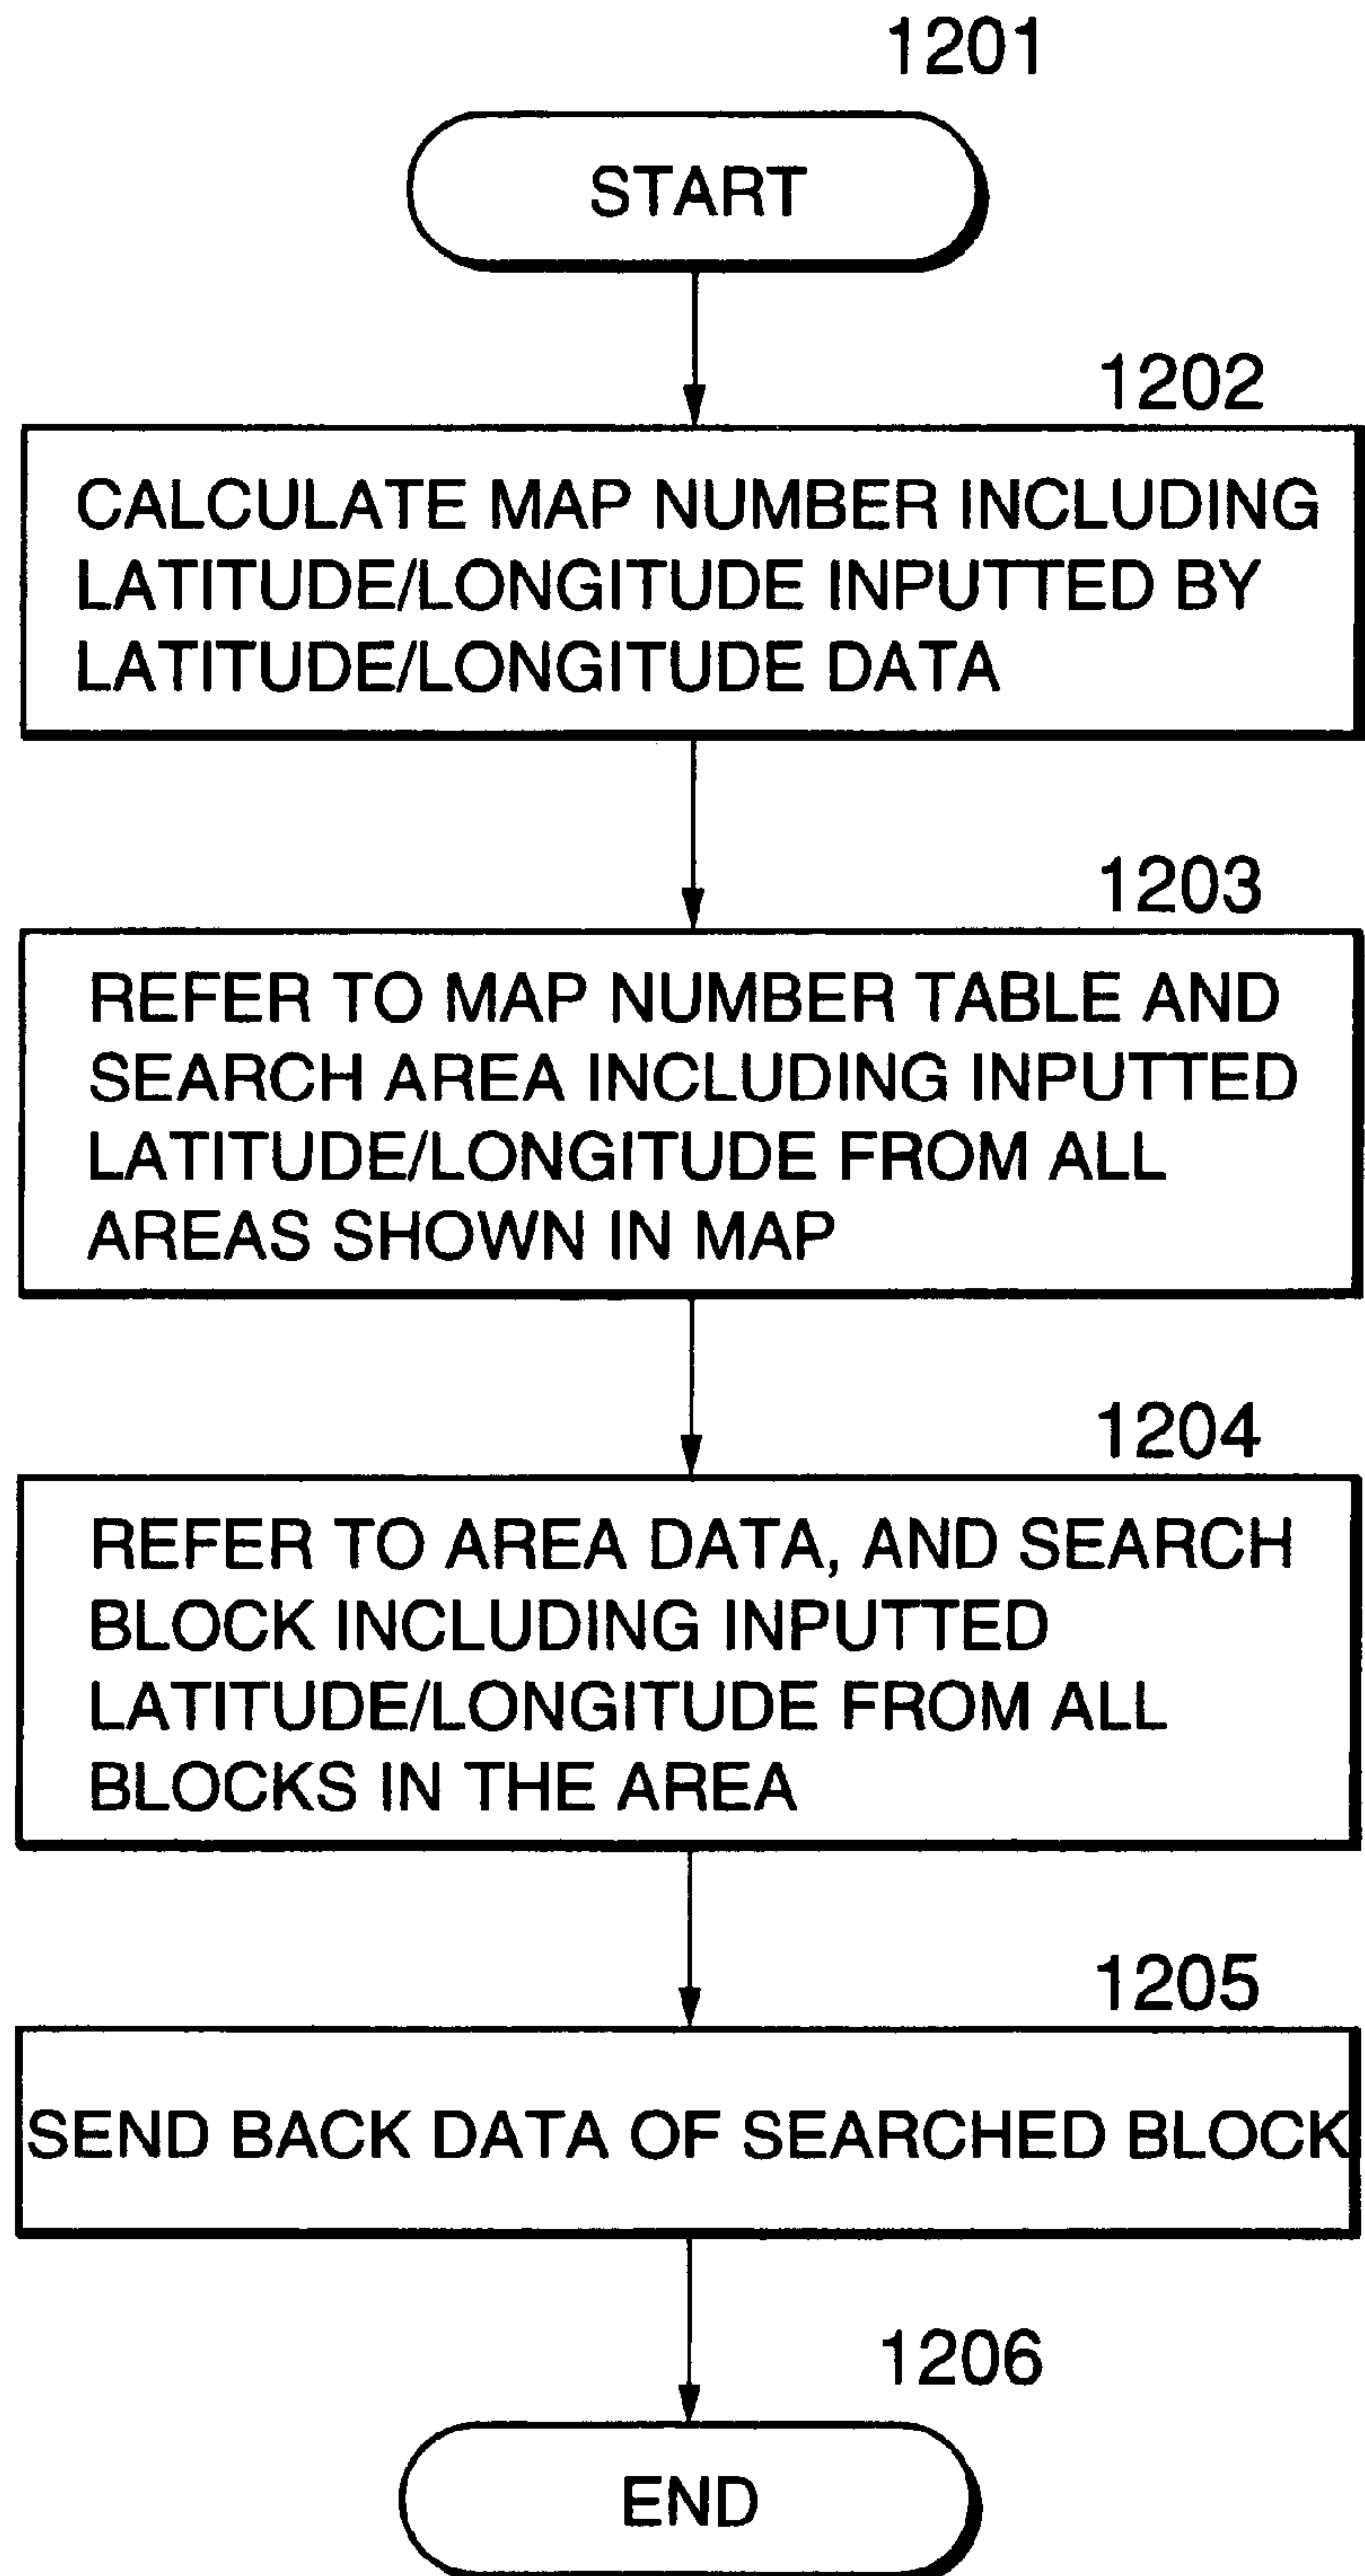 1201
START
1202
CALCULATE MAP NUMBER INCLUDING
LATITUDE/LONGITUDE INPUTTED BY
LATITUDE/LONGITUDE DATA
1203
REFER TO MAP NUMBER TABLE AND
SEARCH AREA INCLUDING INPUTTED
LATITUDE/LONGITUDE FROM ALL
AREAS SHOWN IN MAP
1204
REFER TO AREA DATA, AND SEARCH
BLOCK INCLUDING INPUTTED
LATITUDE/LONGITUDE FROM ALL
BLOCKS IN THE AREA
1205
SEND BACK DATA OF SEARCHED BLOCK
1206
END